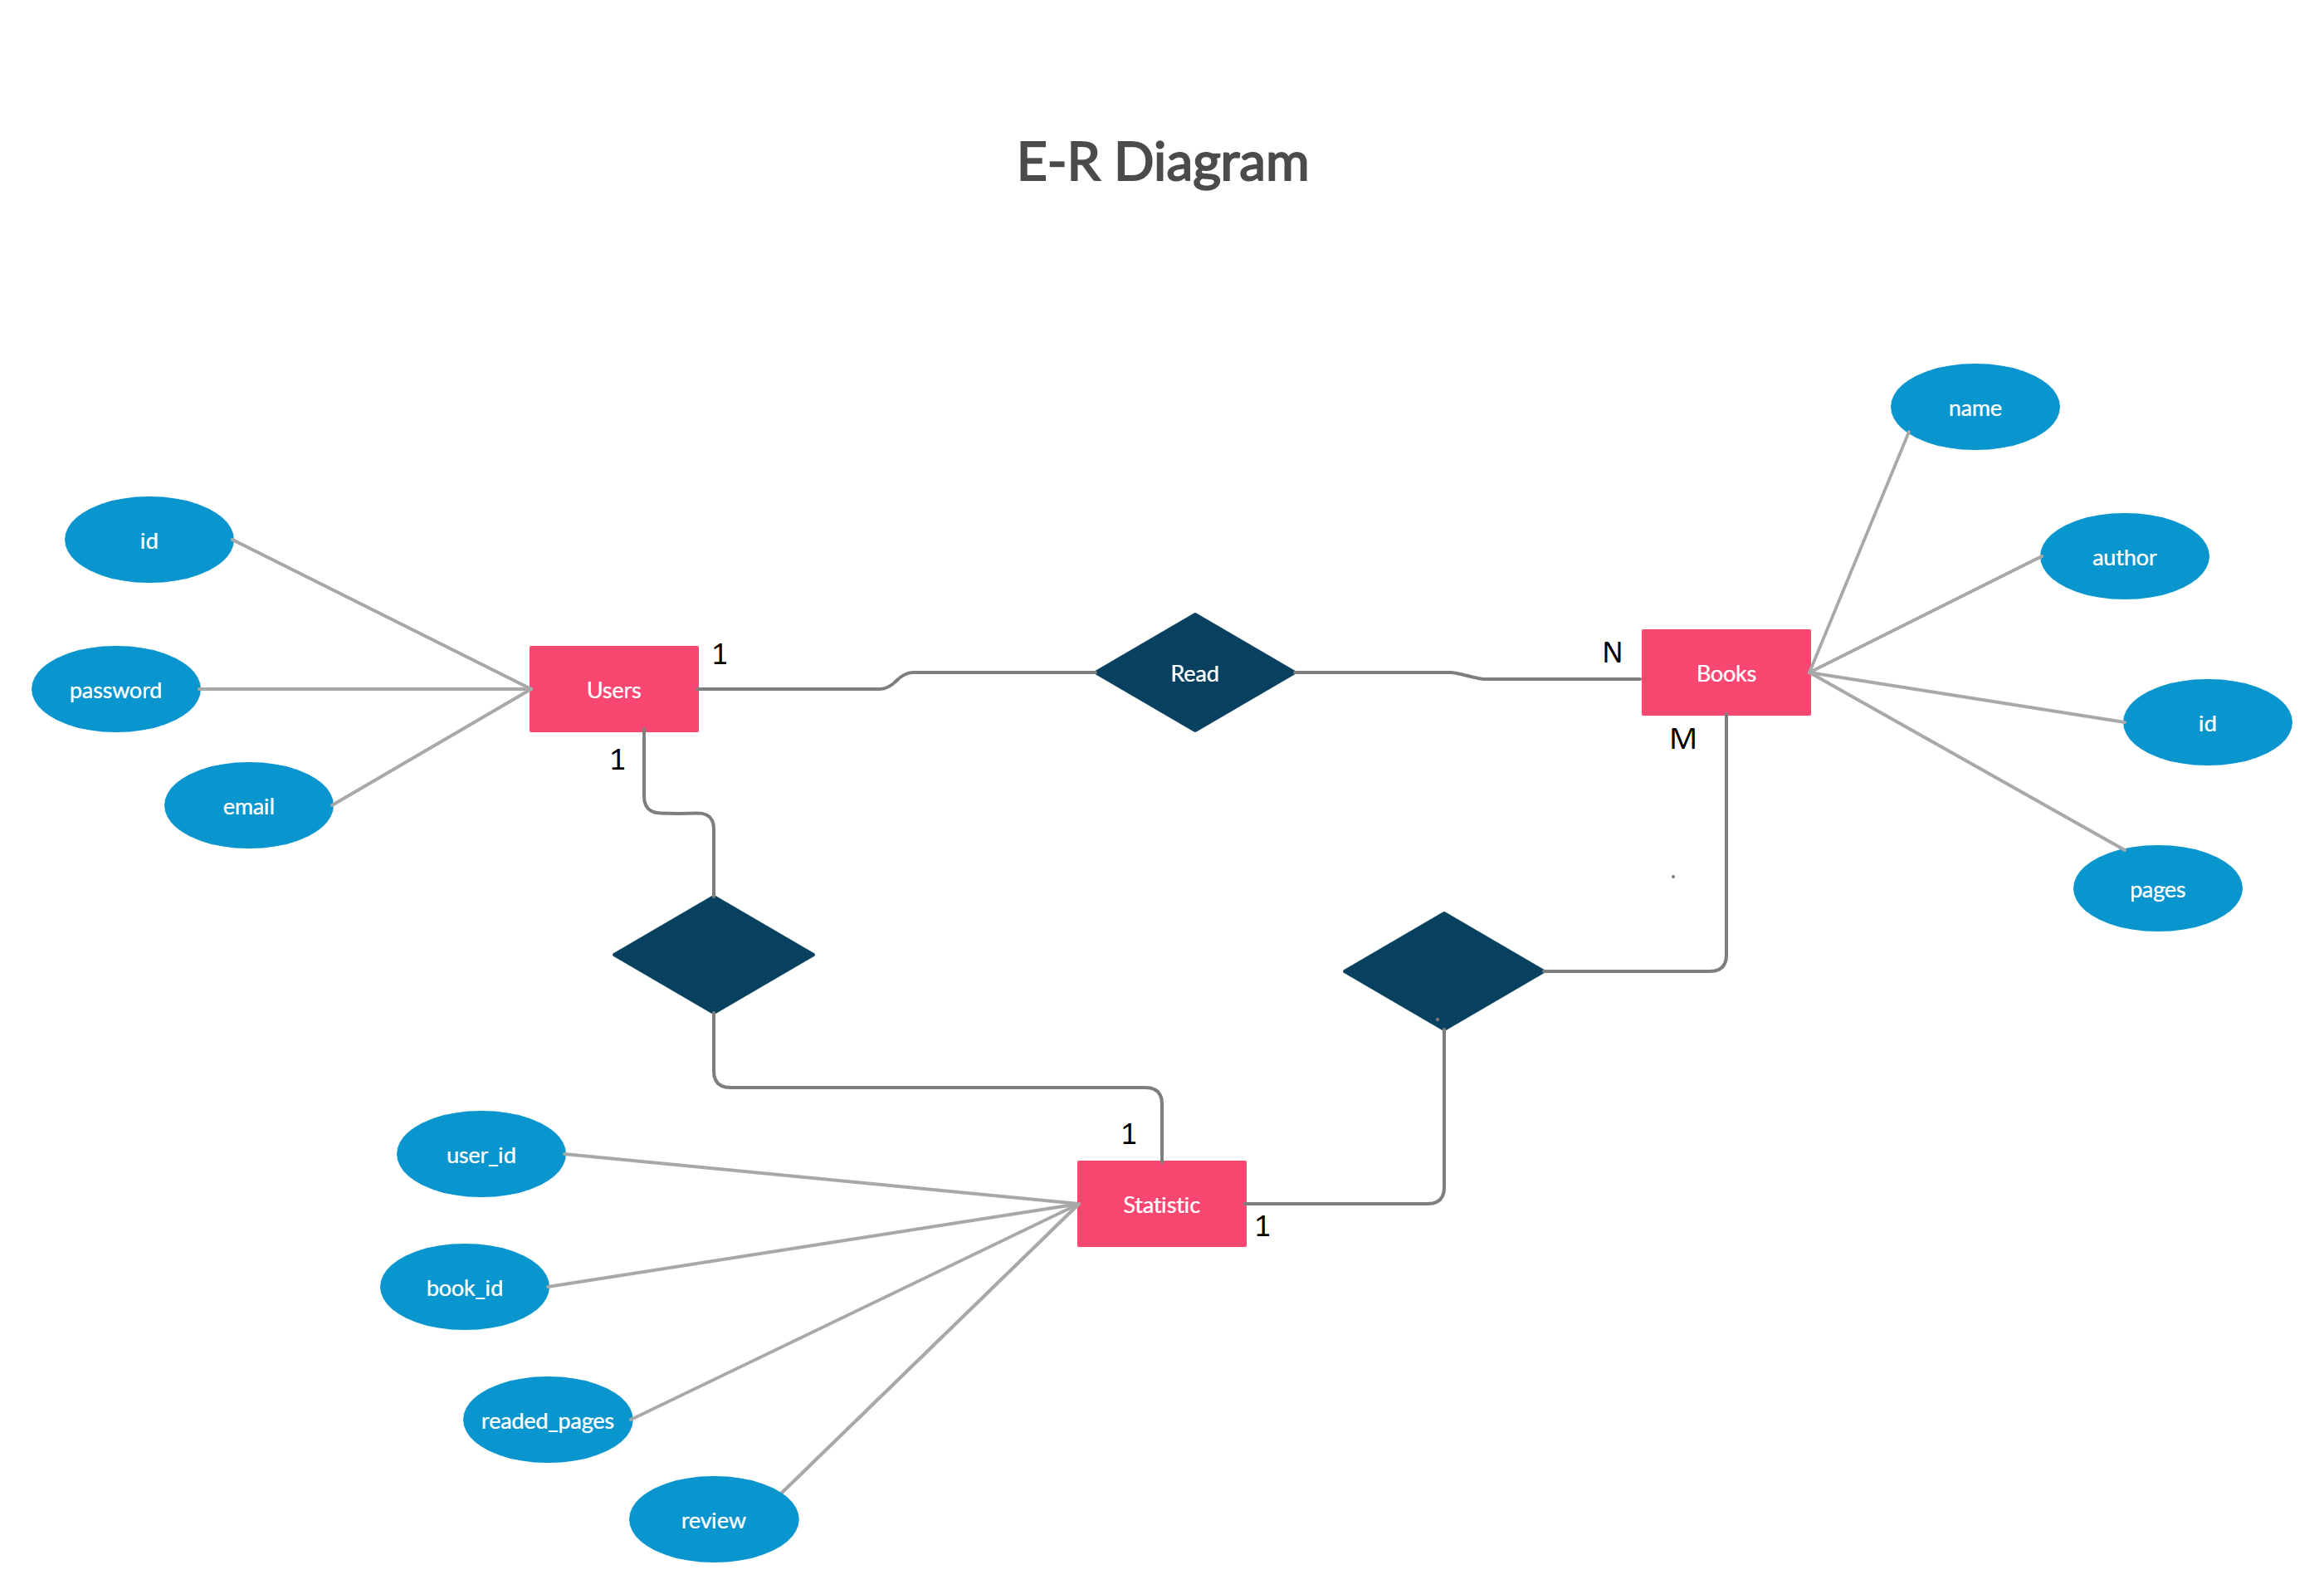 E-R Diagram
name
id
author
1
N
Users
Read
Books
password
id
M
1
email
pages
1
user_id
Statistic
1
book_id
readed_pages
review